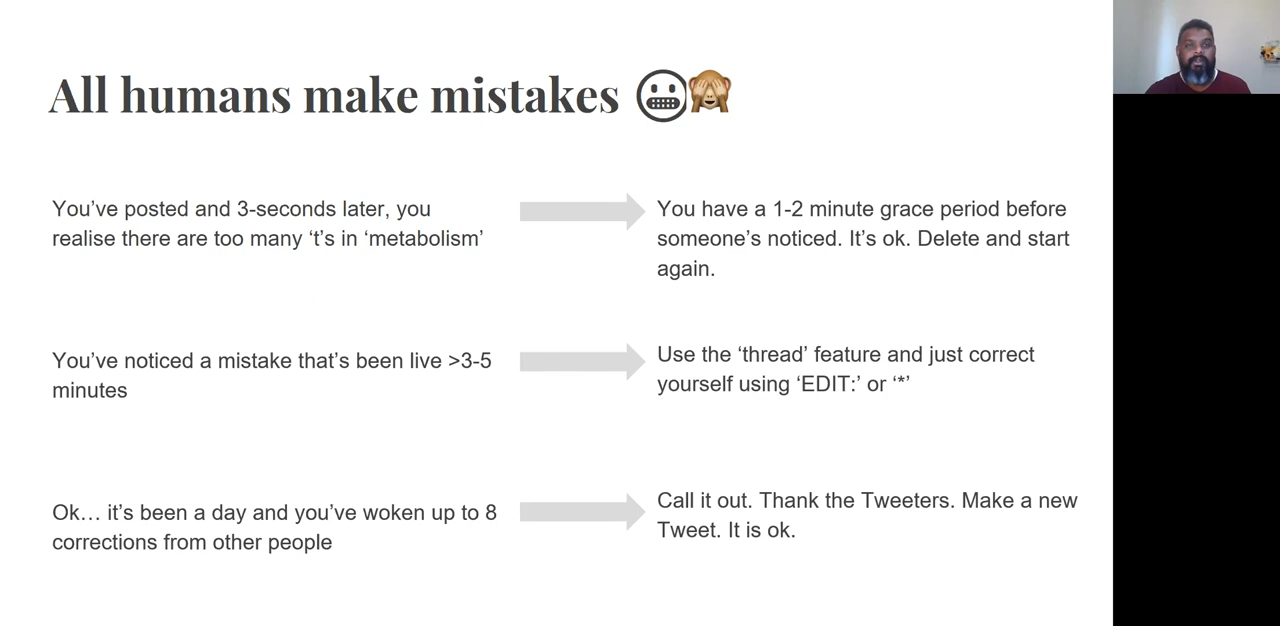 All humans make mistakes 😬🙈
You’ve posted and 3-seconds later, you
realise there are too many ‘t’s in ‘metabolism’
You have a 1-2 minute grace period before
someone’s noticed. It’s ok. Delete and start
again.
You’ve noticed a mistake that’s been live >3-5
minutes
Use the ‘thread’ feature and just correct
yourself using ‘EDIT:’ or ‘*’
Ok… it’s been a day and you’ve woken up to 8
corrections from other people
Call it out. Thank the Tweeters. Make a new
Tweet. It is ok.